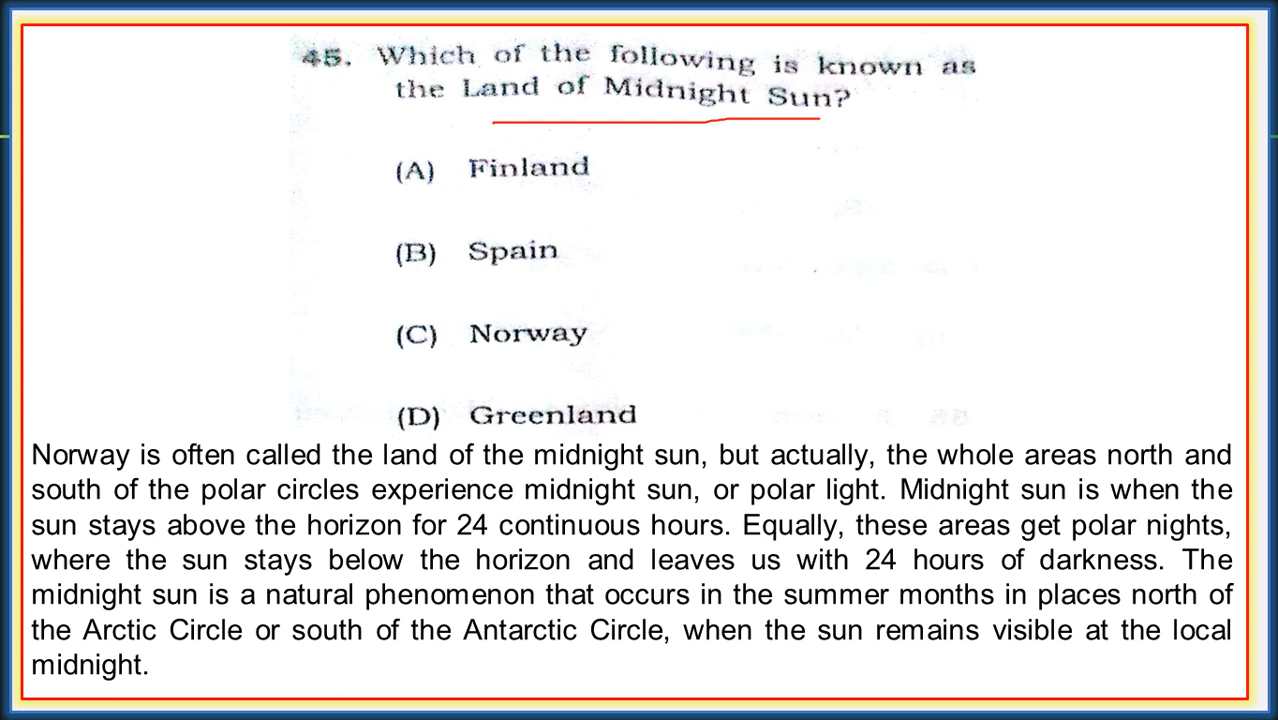 45. Which of the following is known as
the Land of Midnight Sun?
(A) Finland
(B) Spain
(C) Norway
(D) Greenland
Norway is often called the land of the midnight sun, but actually, the whole areas north and
south of the polar circles experience midnight sun, or polar light. Midnight sun is when the
sun stays above the horizon for 24 continuous hours. Equally, these areas get polar nights,
where the sun stays below the horizon and leaves us with 24 hours of darkness. The
midnight sun is a natural phenomenon that occurs in the summer months in places north of
the Arctic Circle or south of the Antarctic Circle, when the sun remains visible at the local
midnight.